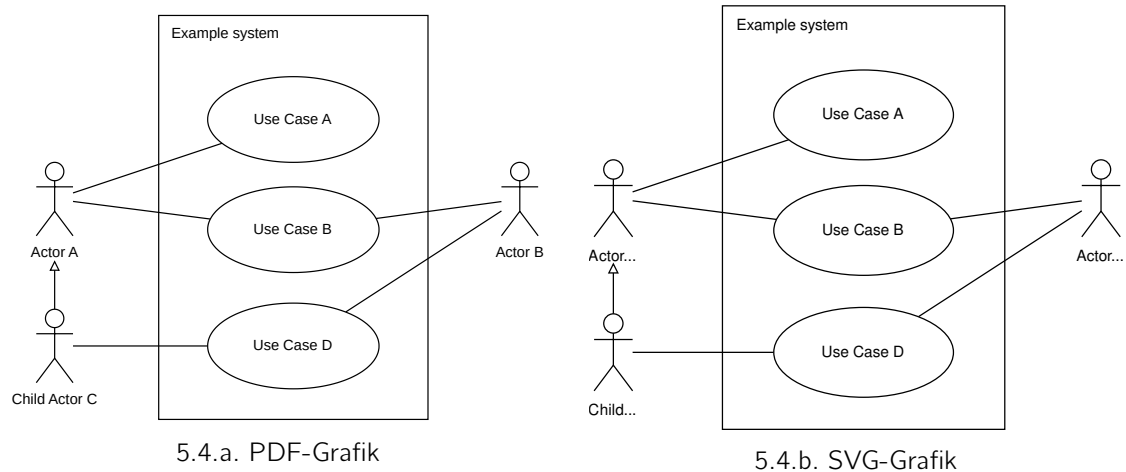 Example system
Use Case A
Use Case B
Actor A
Actor B
Use Case D
Child Actor C
5.4.a. PDF-Grafik
Example system
Use Case A
Use Case B
Actor...
Actor...
Use Case D
Child...
5.4.b. SVG-Grafik